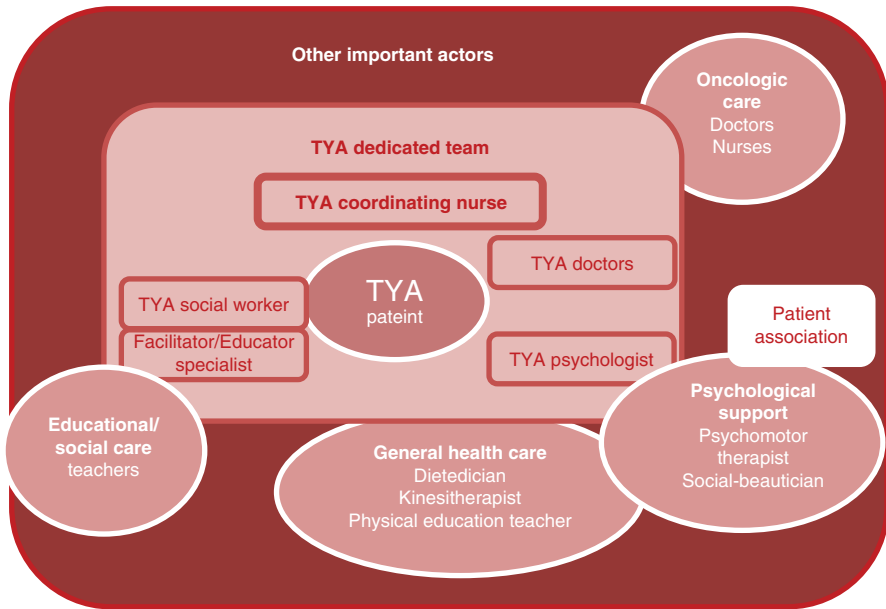 Other important actors
Oncologic
care
Doctors
Nurses
TYA dedicated team
TYA coordinating nurse
TYA doctors
TYA
pateint
TYA social worker
Facilitator/Educator
specialist
TYA psychologist
Patient
association
Educational/
social care
teachers
General health care
Dietedician
Kinesitherapist
Physical education teacher
Psychological
support
Psychomotor
therapist
Social-beautician